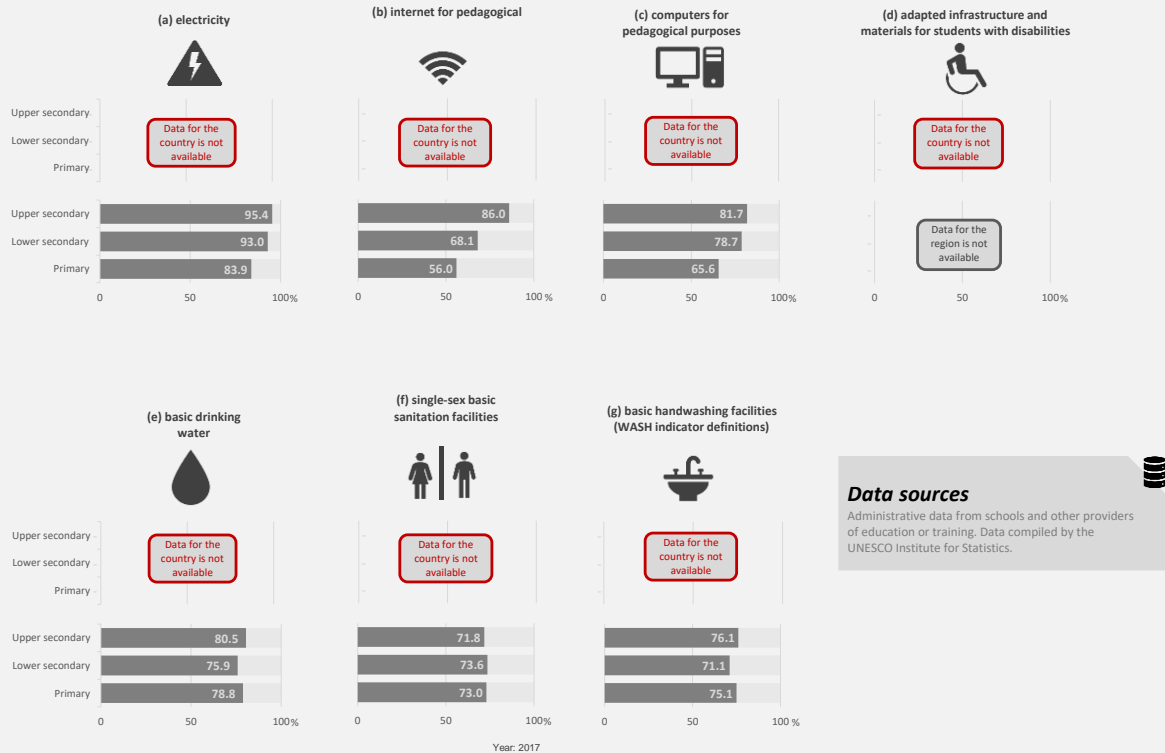 (a) electricity
(b) internet for pedagogical
(c) computers for
pedagogical purposes
(d) adapted infrastructure and
materials for students with disabilities
Upper secondary
Lower secondary
Primary
Data for the
country is not
available
Data for the
country is not
available
Data for the
country is not
available
Data for the
country is not
available
Upper secondary
Lower secondary
Primary
95.4
93.0
83.9
0 50 100%
86.0
68.1
56.0
0 50 100%
81.7
78.7
65.6
0 50 100%
Data for the
region is not
available
0 50 100%
(e) basic drinking
water
(f) single-sex basic
sanitation facilities
(g) basic handwashing facilities
(WASH indicator definitions)
Upper secondary
Lower secondary
Primary
Data for the
country is not
available
Data for the
country is not
available
Data for the
country is not
available
Upper secondary
Lower secondary
Primary
80.5
75.9
78.8
0 50 100%
71.8
73.6
73.0
0 50 100%
76.1
71.1
75.1
0 50 100 %
Data sources
Administrative data from schools and other providers
of education or training. Data compiled by the
UNESCO Institute for Statistics.
Year: 2017